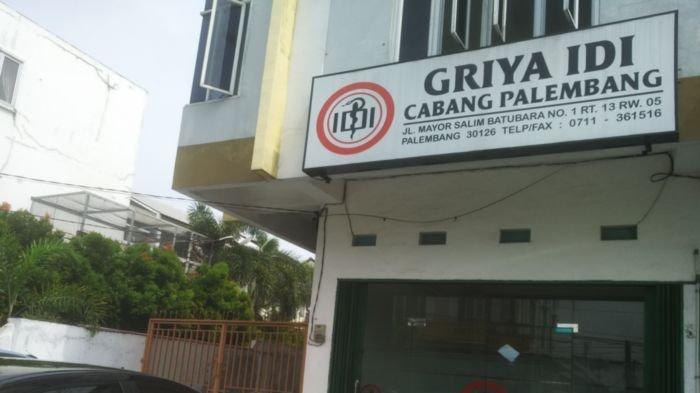 GRIYA IDI
CABANG PALEMBANG
IDI
JL. MAYOR SALIM BATUBARA NO. 1 RT. 13 RW. 05
PALEMBANG 30126 TELP/FAX : 0711 - 361516